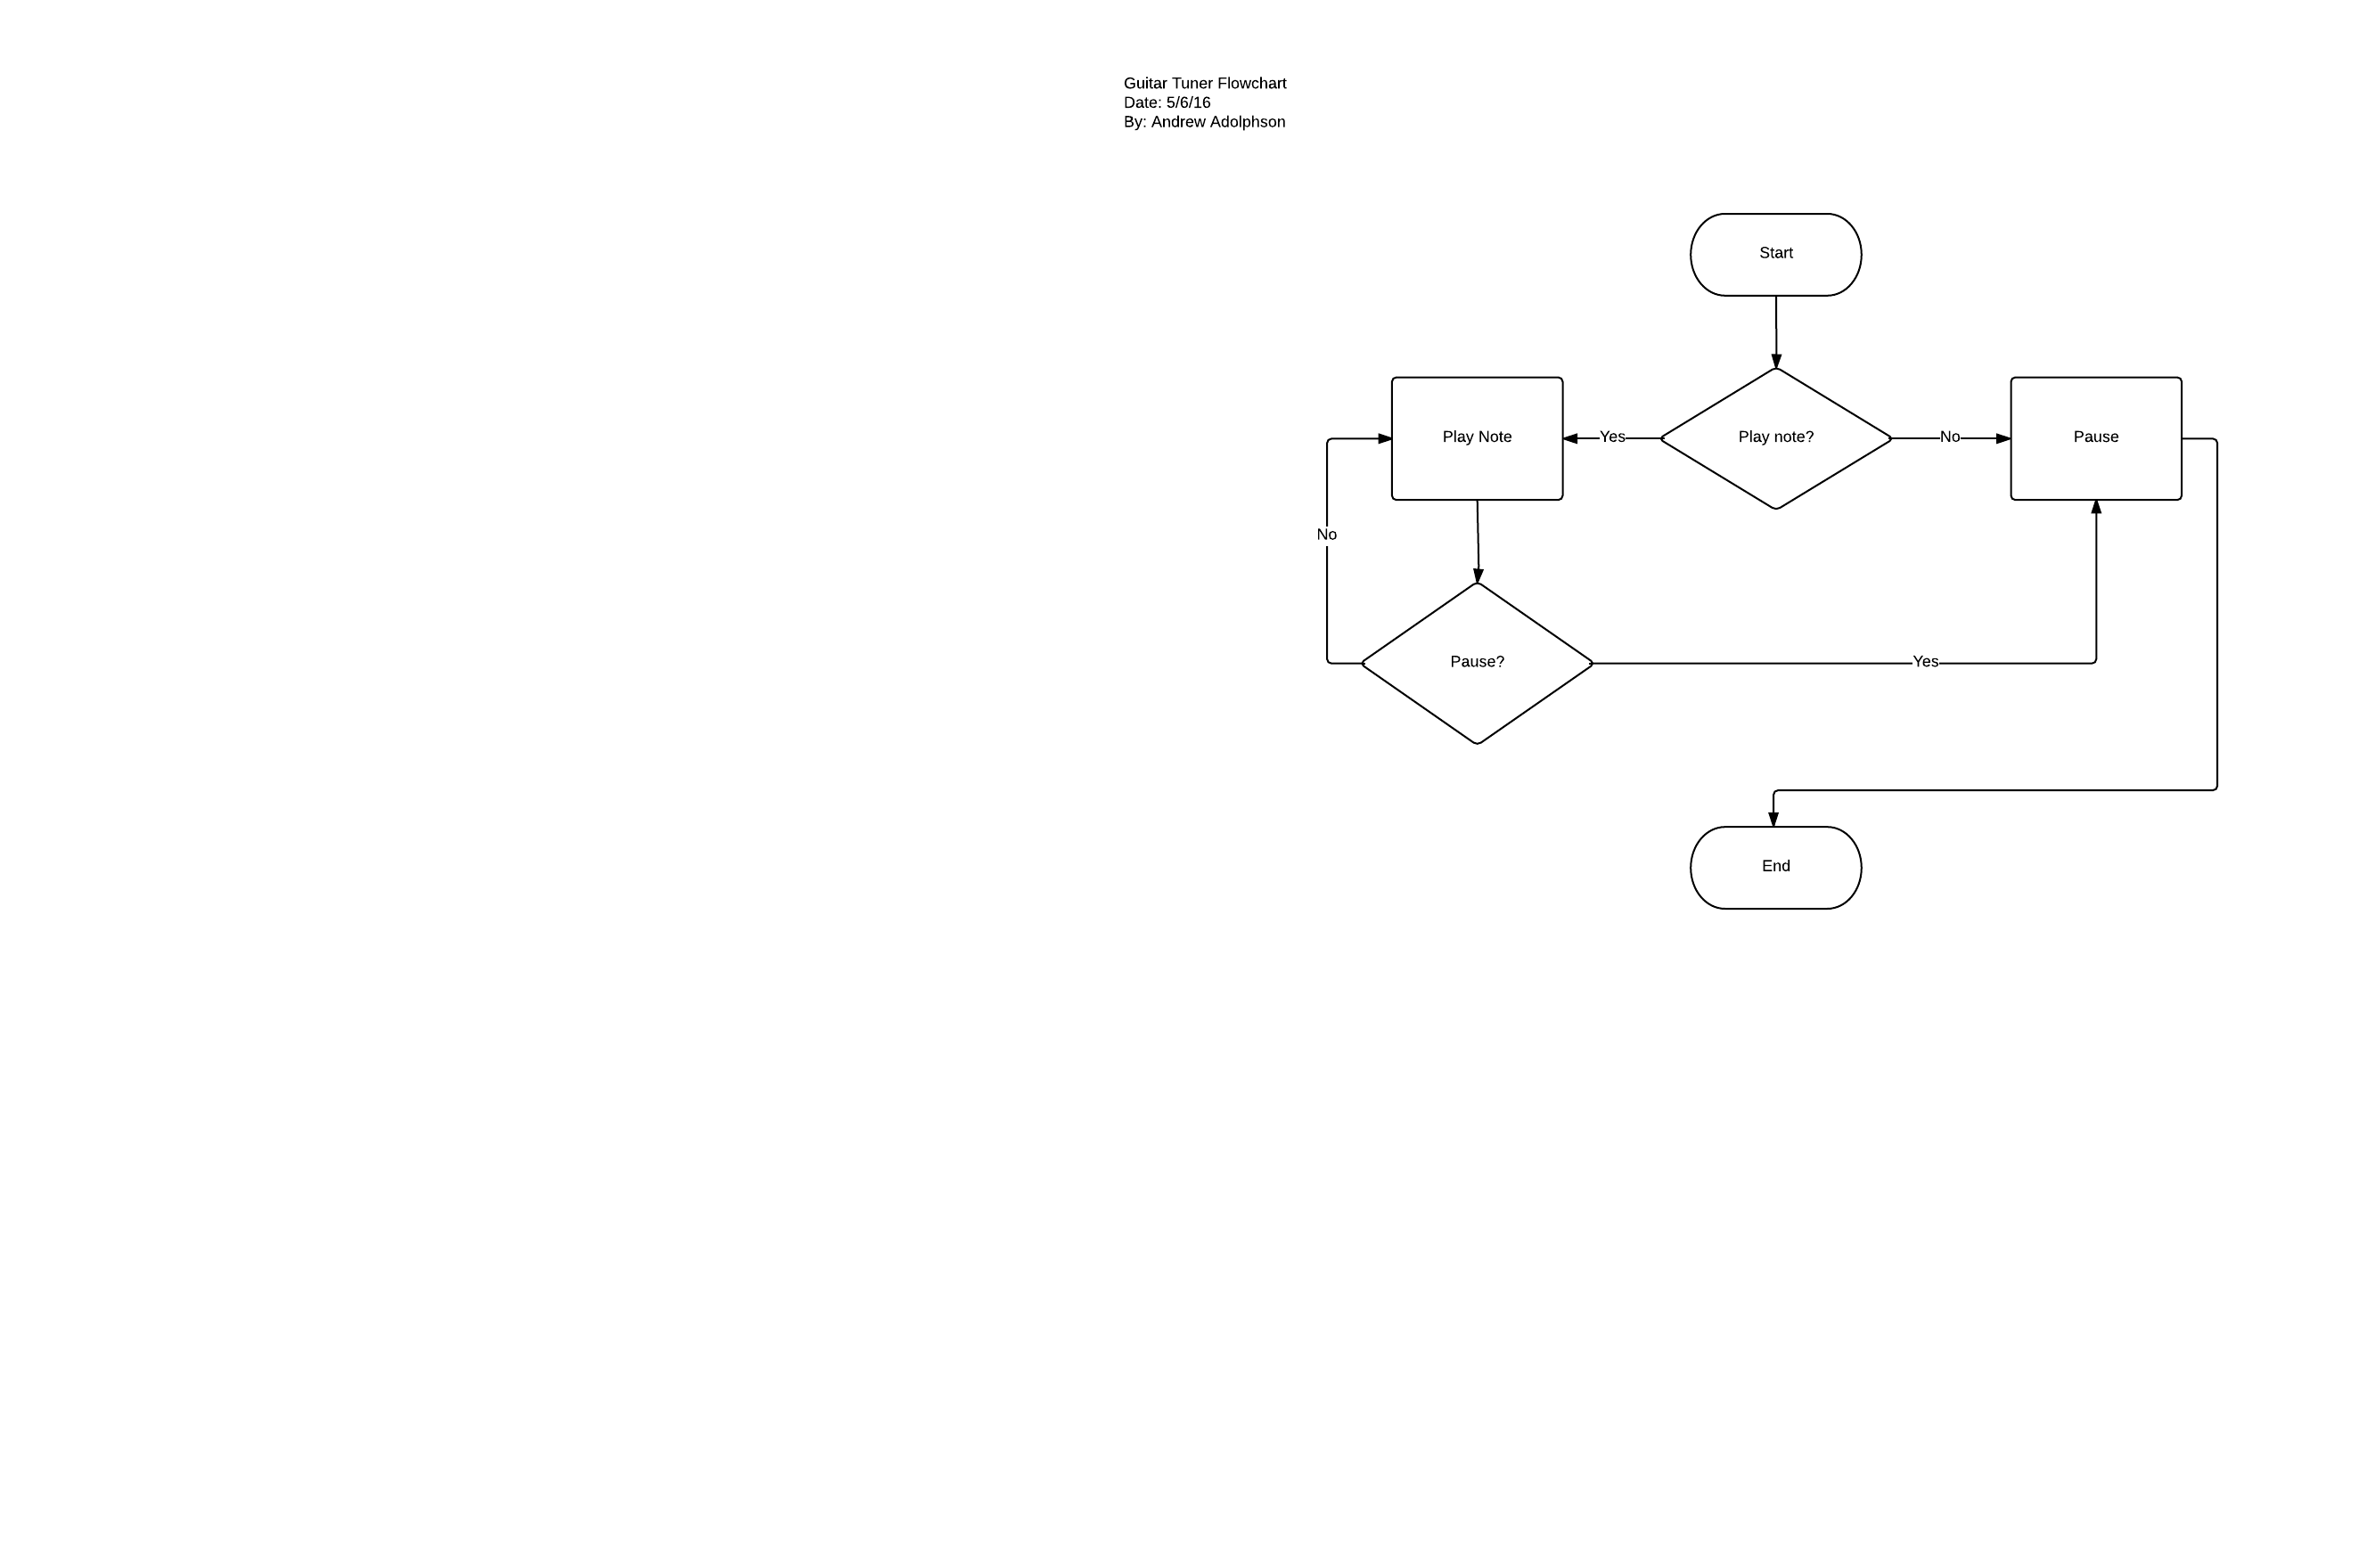 Guitar Tuner Flowchart
Date: 5/6/16
By: Andrew Adolphson
Start
Play Note
Yes
Play note?
No
Pause
No
Pause?
Yes
End